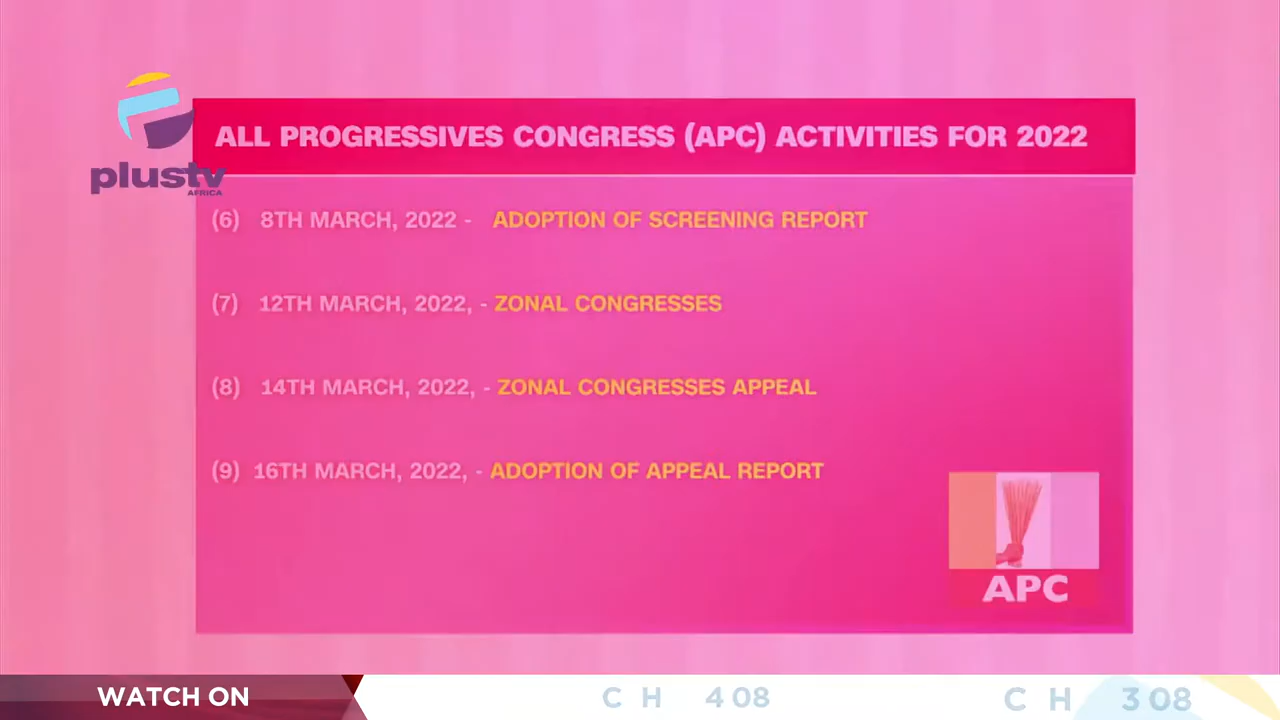 ALL PROGRESSIVES CONGRESS (APC) ACTIVITIES FOR 2022
plustv
AFRICA
(6) 8TH MARCH, 2022 - ADOPTION OF SCREENING REPORT
(7) 12TH MARCH, 2022, - ZONAL CONGRESSES
(8) 14TH MARCH, 2022, - ZONAL CONGRESSES APPEAL
(9) 16TH MARCH, 2022, - ADOPTION OF APPEAL REPORT
APC
WATCH ON CH 408 CH 308